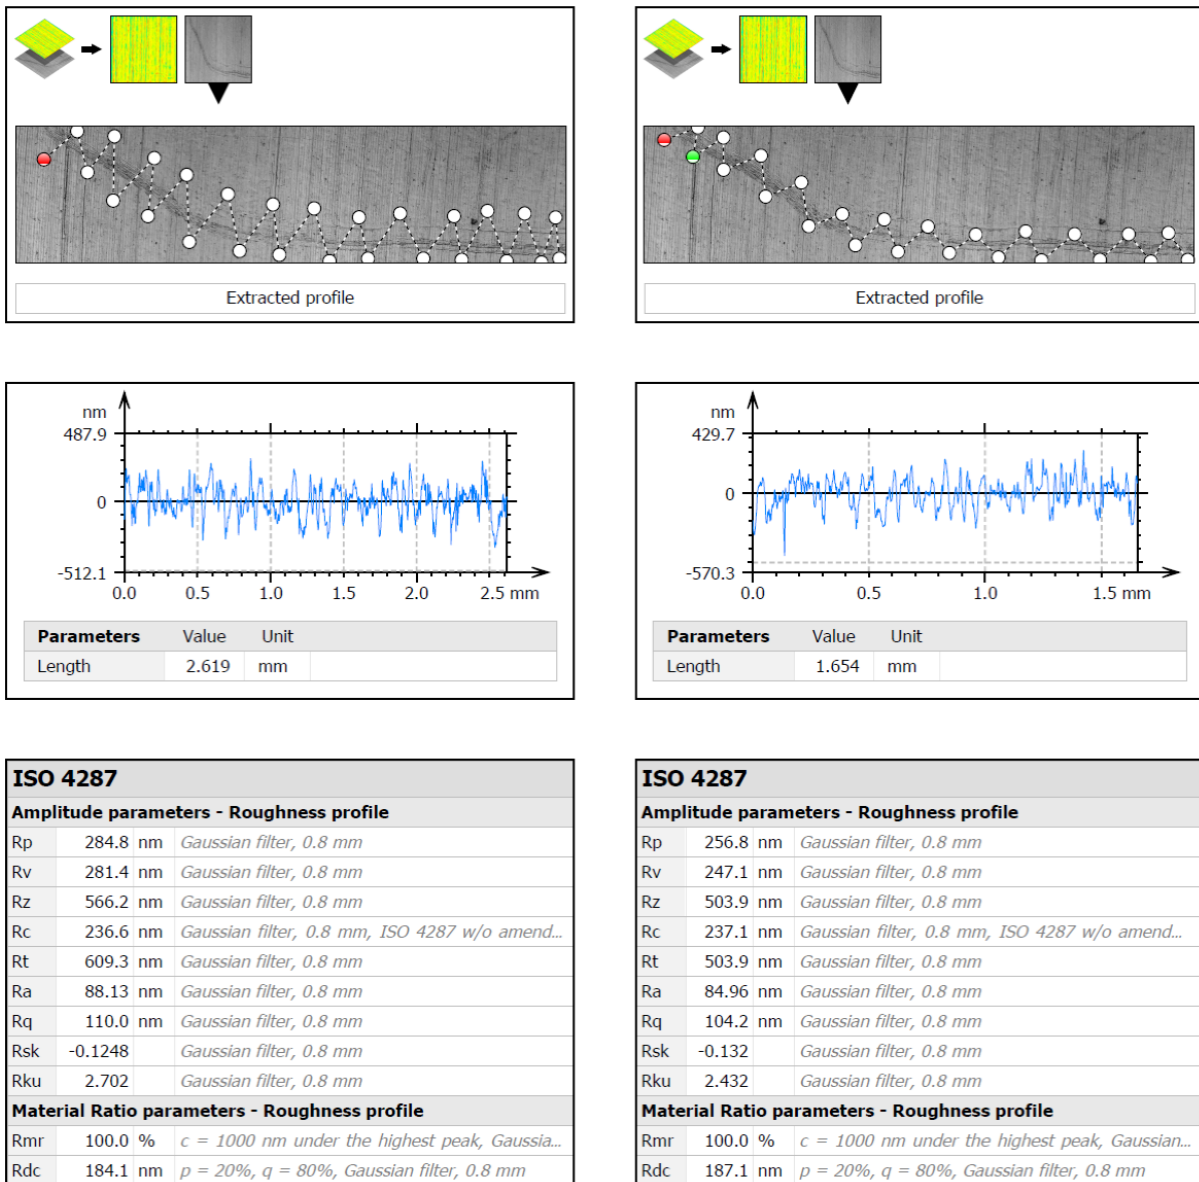 Extracted profile
nm
487.9
0
-512.1
0.0 0.5 1.0 1.5 2.0 2.5 mm
Parameters Value Unit
Length 2.619 mm
ISO 4287
Amplitude parameters - Roughness profile
Rp 284.8 nm Gaussian filter, 0.8 mm
Rv 281.4 nm Gaussian filter, 0.8 mm
Rz 566.2 nm Gaussian filter, 0.8 mm
Rc 236.6 nm Gaussian filter, 0.8 mm, ISO 4287 w/o amend...
Rt 609.3 nm Gaussian filter, 0.8 mm
Ra 88.13 nm Gaussian filter, 0.8 mm
Rq 110.0 nm Gaussian filter, 0.8 mm
Rsk -0.1248 Gaussian filter, 0.8 mm
Rku 2.702 Gaussian filter, 0.8 mm
Material Ratio parameters - Roughness profile
Rmr 100.0 % c = 1000 nm under the highest peak, Gaussia...
Rdc 184.1 nm p = 20%, q = 80%, Gaussian filter, 0.8 mm
Extracted profile
nm
429.7
0
-570.3
0.0 0.5 1.0 1.5 mm
Parameters Value Unit
Length 1.654 mm
ISO 4287
Amplitude parameters - Roughness profile
Rp 256.8 nm Gaussian filter, 0.8 mm
Rv 247.1 nm Gaussian filter, 0.8 mm
Rz 503.9 nm Gaussian filter, 0.8 mm
Rc 237.1 nm Gaussian filter, 0.8 mm, ISO 4287 w/o amend...
Rt 503.9 nm Gaussian filter, 0.8 mm
Ra 84.96 nm Gaussian filter, 0.8 mm
Rq 104.2 nm Gaussian filter, 0.8 mm
Rsk -0.132 Gaussian filter, 0.8 mm
Rku 2.432 Gaussian filter, 0.8 mm
Material Ratio parameters - Roughness profile
Rmr 100.0 % c = 1000 nm under the highest peak, Gaussian...
Rdc 187.1 nm p = 20%, q = 80%, Gaussian filter, 0.8 mm